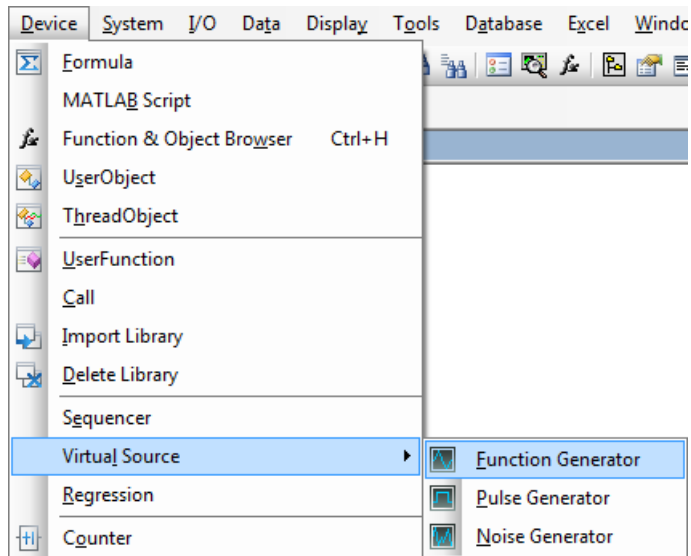 Device System I/O Data Display Tools Database Excel
Formula
MATLAB Script
Function & Object Browser Ctrl+H
UserObject
ThreadObject
UserFunction
Call
Import Library
Delete Library
Sequencer
Virtual Source
Function Generator
Regression
Pulse Generator
Counter
Noise Generator